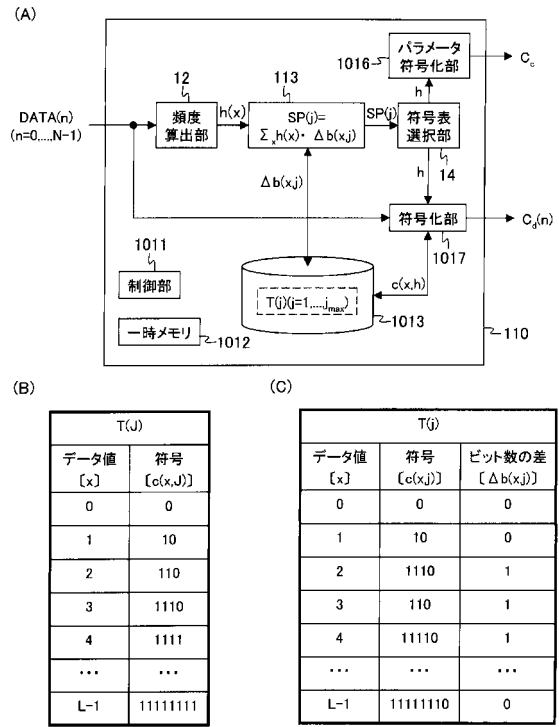 (A)
パラメータ
符号化部
1016
C_c
12
113
h
DATA(n)
(n=0,...,N-1)
頻度
算出部
h(x)
SP(j)=
Σ_x h(x)・Δb(x,j)
SP(j)
符号表
選択部
h
14
Δb(x,j)
符号化部
C_d(n)
1017
1011
制御部
c(x,h)
T(j)(j=1,...,j_max)
1013
一時メモリ
1012
110
(B)
T(J)
データ値 符号
[x] [c(x,J)]
0 0
1 10
2 110
3 1110
4 1111
... ... 
L-1 11111111
(C)
T(j)
データ値 符号 ビット数の差
[x] [c(x,j)] [Δb(x,j)]
0 0 0
1 10 0
2 1110 1
3 110 1
4 11110 1
... ... ...
L-1 11111110 0